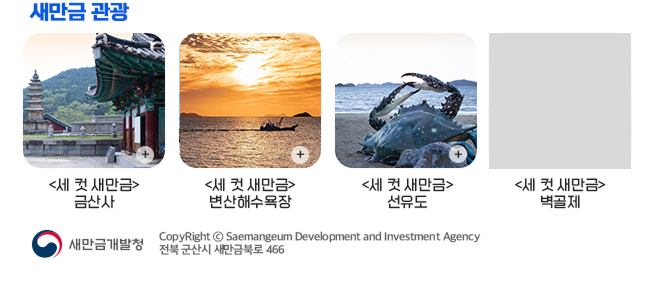 새만금 관광
<세 컷 새만금>
금산사
<세 컷 새만금>
변산해수욕장
<세 컷 새만금>
선유도
<세 컷 새만금>
벽골제
새만금개발청
CopyRight ⓒ Saemangeum Development and Investment Agency
전북 군산시 새만금북로 466